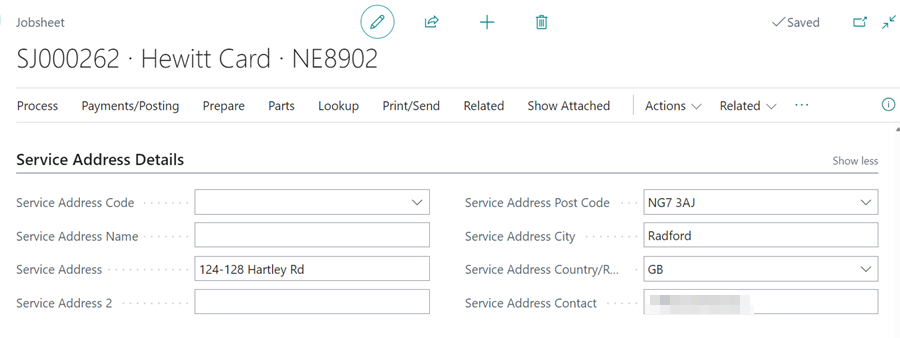 Jobsheet
Saved
SJ000262 · Hewitt Card · NE8902
Process Payments/Posting Prepare Parts Lookup Print/Send Related Show Attached Actions Related ...
Service Address Details Show less
Service Address Code Service Address Post Code NG7 3AJ
Service Address Name Service Address City Radford
Service Address 124-128 Hartley Rd Service Address Country/R... GB
Service Address 2 Service Address Contact